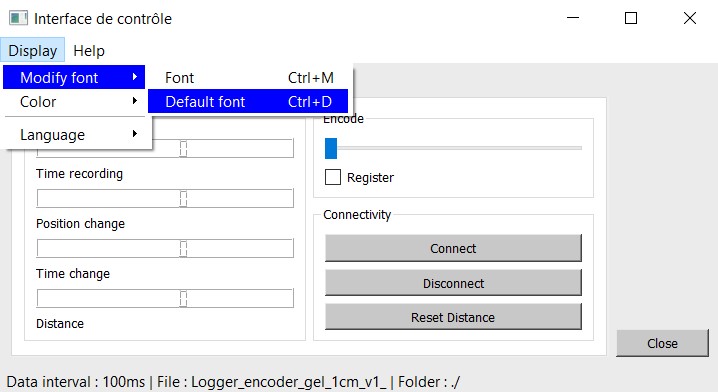 Interface de contrôle
Display Help
Modify font
Font Ctrl+M
Color
Default font Ctrl+D
Language
Encode
Time recording
Register
Position change
Connectivity
Connect
Time change
Disconnect
Reset Distance
Distance
Close
Data interval : 100ms | File : Logger_encoder_gel_1cm_v1_ | Folder : ./